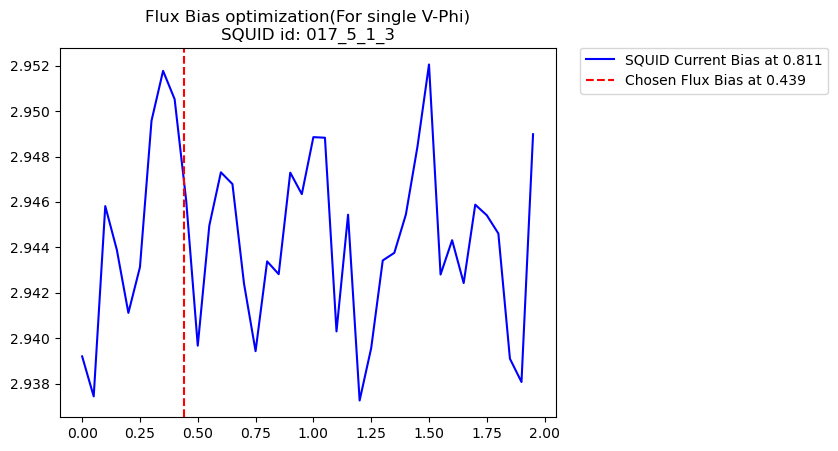 Flux Bias optimization(For single V-Phi)
SQUID id: 017_5_1_3
SQUID Current Bias at 0.811
Chosen Flux Bias at 0.439
2.952
2.950
2.948
2.946
2.944
2.942
2.940
2.938
0.00 0.25 0.50 0.75 1.00 1.25 1.50 1.75 2.00